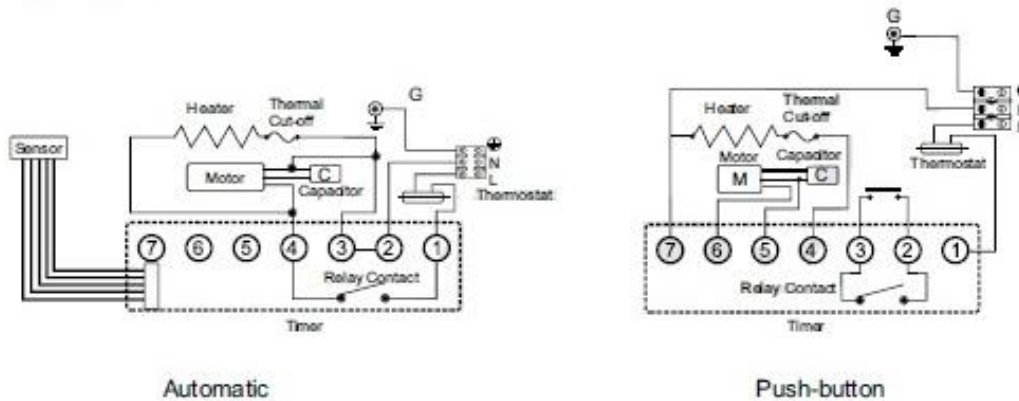 G
Heater
Thermal
Cut-off
Sensor
N
L
Motor
C
Capacitor
Thermostat
7 6 5 4 3 2 1
Relay Contact
Timer
Automatic
G
Heater
Thermal
Cut-off
Motor
Capacitor
M
C
Thermostat
7 6 5 4 3 2 1
Relay Contact
Timer
Push-button